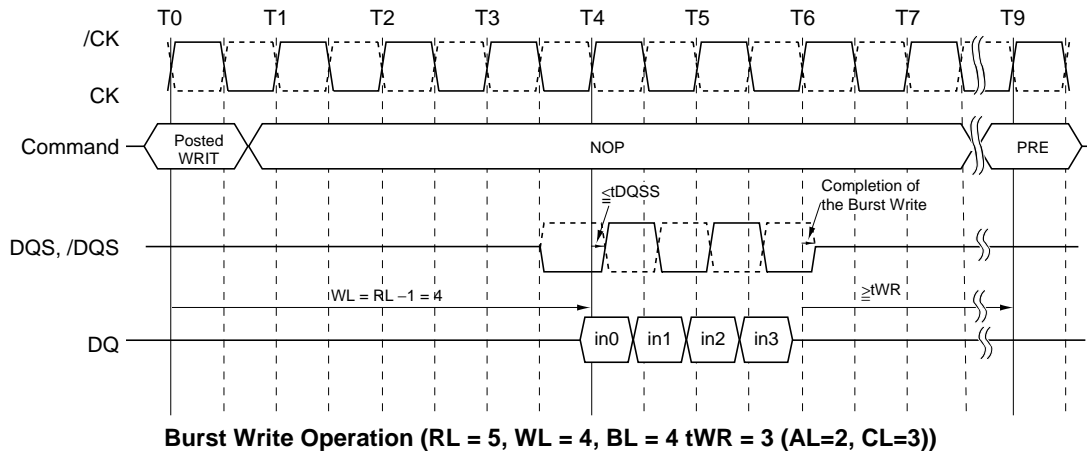 T0 T1 T2 T3 T4 T5 T6 T7 T9
/CK
CK
Command
Posted
WRIT
NOP
PRE
≦tDQSS
Completion of
the Burst Write
DQS, /DQS
WL = RL −1 = 4
≧tWR
DQ
in0 in1 in2 in3
Burst Write Operation (RL = 5, WL = 4, BL = 4 tWR = 3 (AL=2, CL=3))